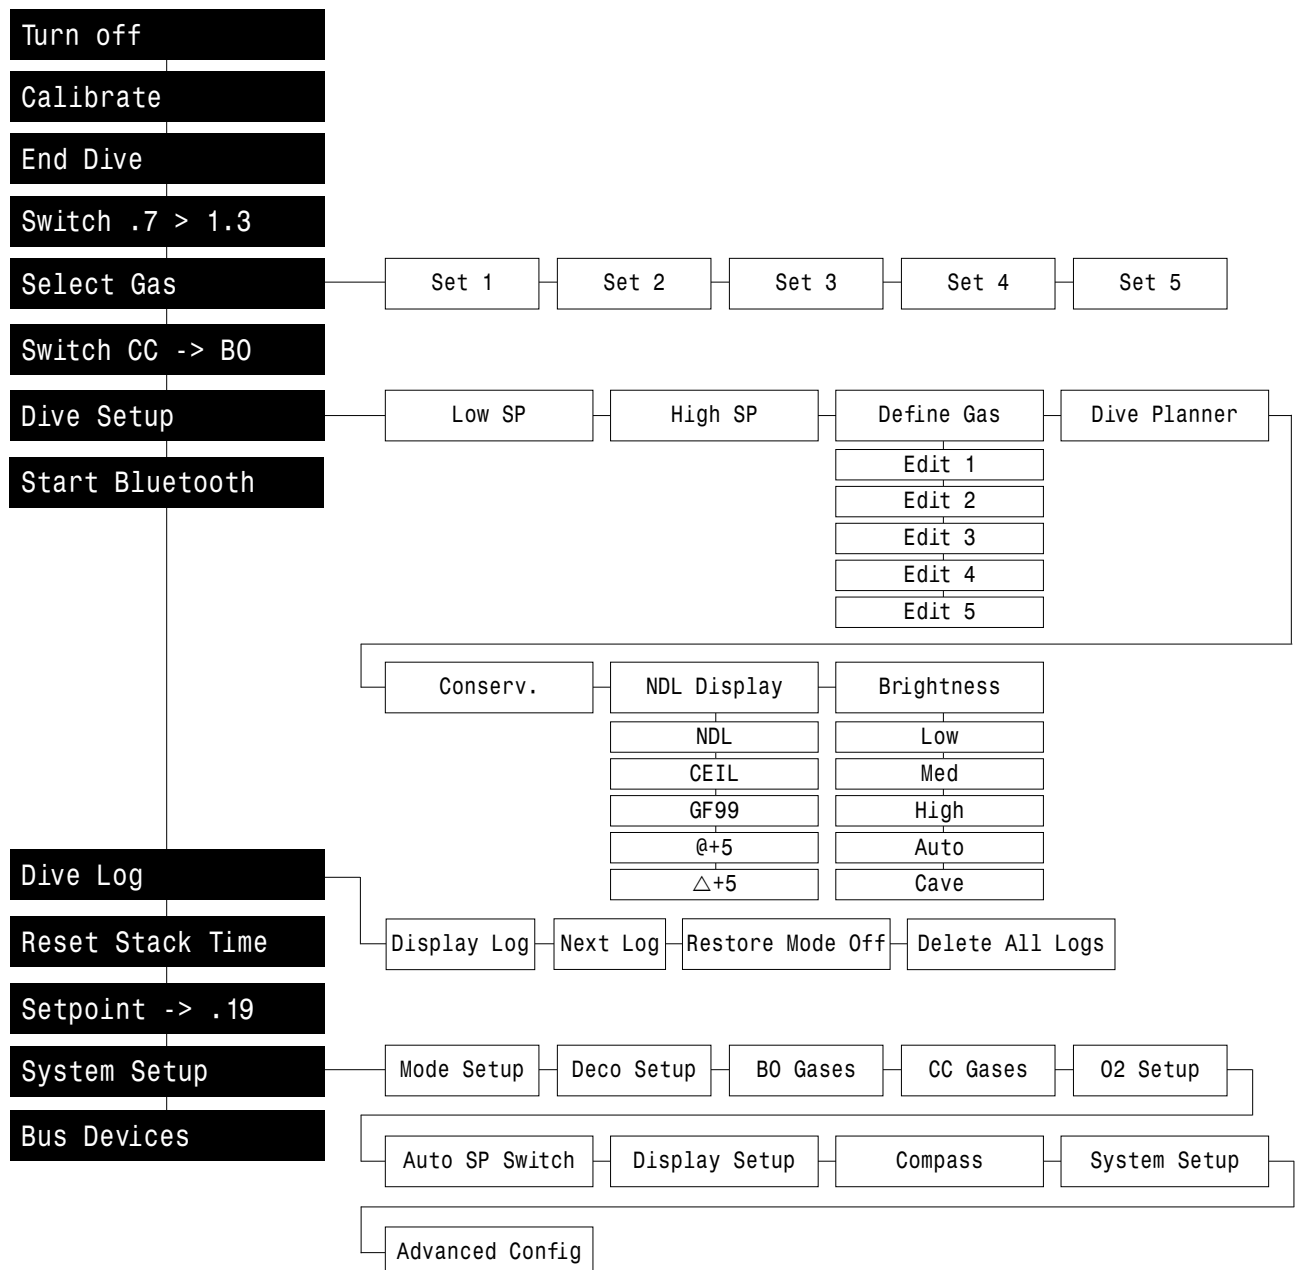 Turn off
Calibrate
End Dive
Switch .7 > 1.3
Select Gas
Set 1
Set 2
Set 3
Set 4
Set 5
Switch CC -> BO
Dive Setup
Low SP
High SP
Define Gas
Dive Planner
Edit 1
Edit 2
Edit 3
Edit 4
Edit 5
Start Bluetooth
Conserv.
NDL Display
Brightness
NDL
CEIL
GF99
@+5
△+5
Low
Med
High
Auto
Cave
Dive Log
Display Log
Next Log
Restore Mode Off
Delete All Logs
Reset Stack Time
Setpoint -> .19
System Setup
Mode Setup
Deco Setup
BO Gases
CC Gases
O2 Setup
Auto SP Switch
Display Setup
Compass
System Setup
Advanced Config
Bus Devices